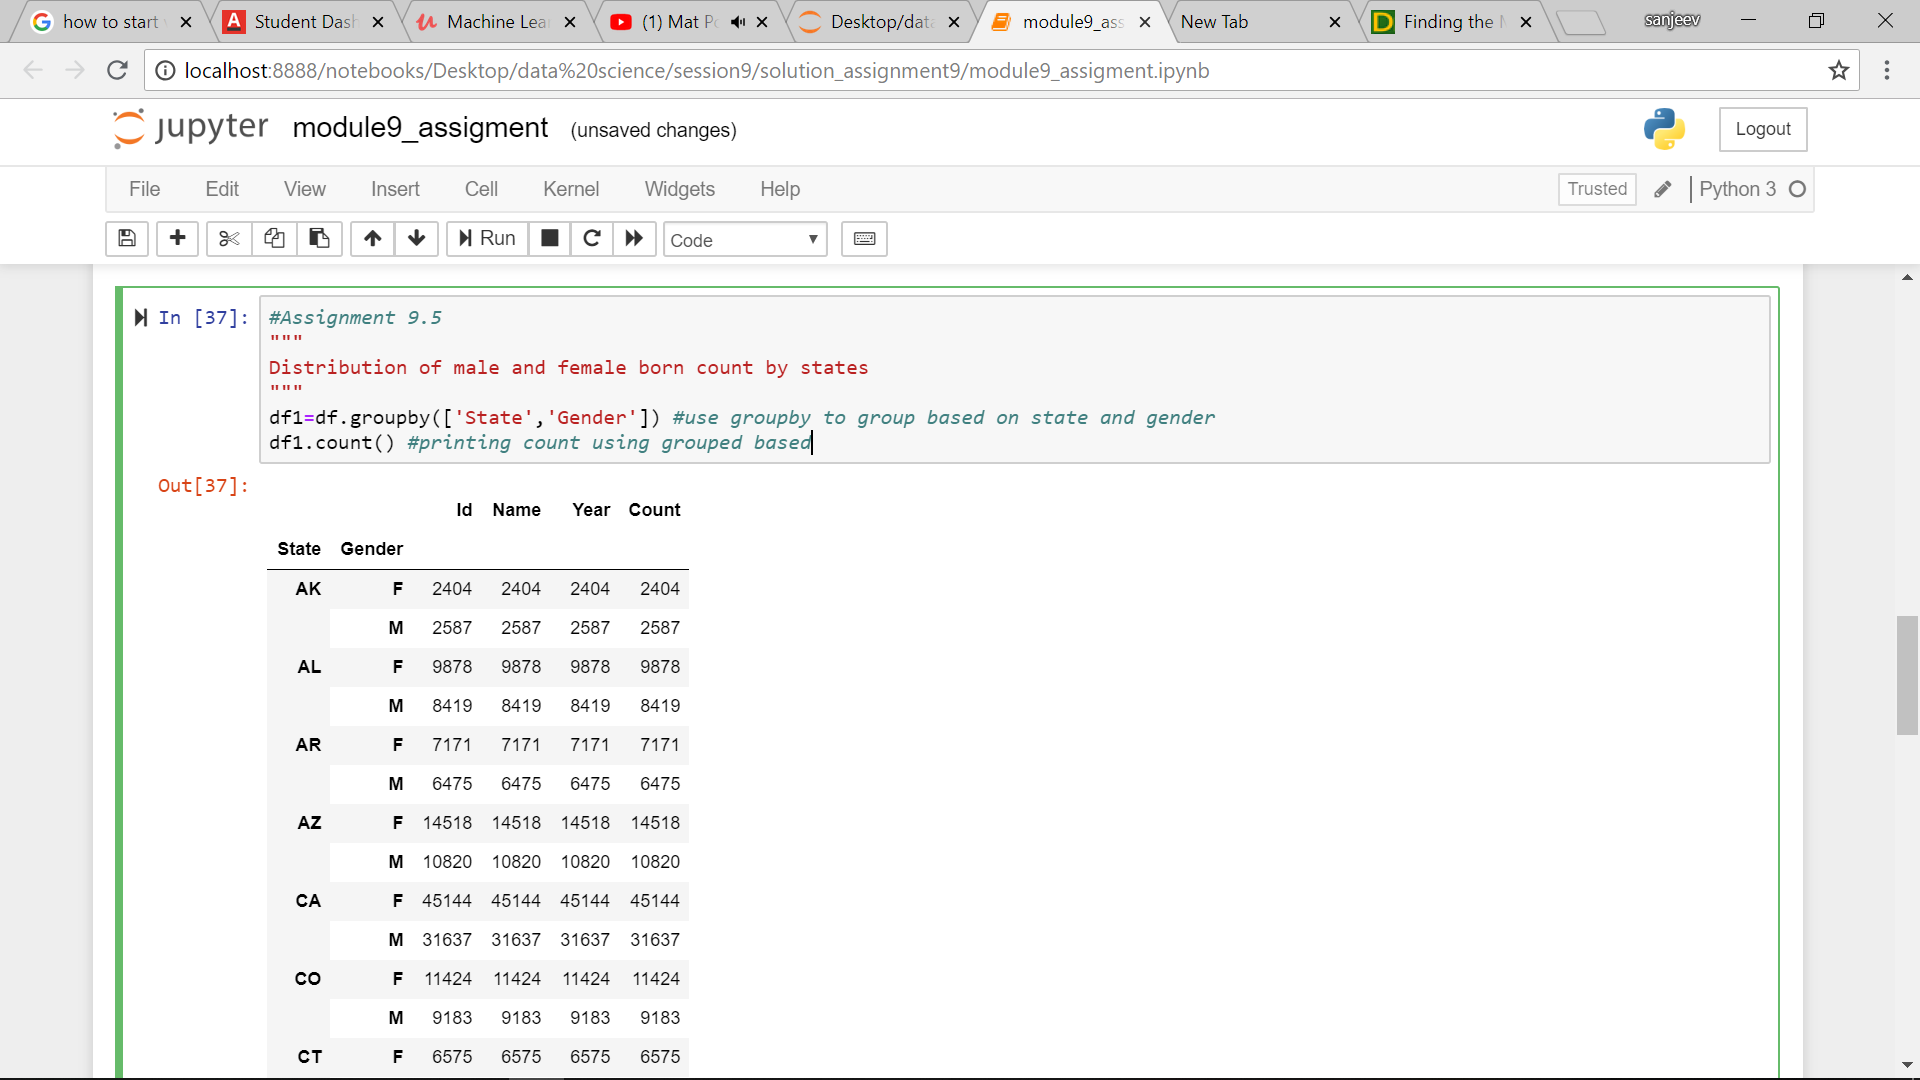 how to start
Student Dash
Machine Lea
(1) Mat Po
Desktop/data
module9_ass
New Tab
Finding the M
sanjeev
localhost:8888/notebooks/Desktop/data%20science/session9/solution_assignment9/module9_assigment.ipynb
jupyter module9_assigment (unsaved changes)
Logout
File Edit View Insert Cell Kernel Widgets Help
Trusted
Python 3
Run
Code
In [37]: #Assignment 9.5
"""
Distribution of male and female born count by states
"""
df1=df.groupby(['State','Gender']) #use groupby to group based on state and gender
df1.count() #printing count using grouped based
Out[37]:
Id Name Year Count
State Gender
AK F 2404 2404 2404 2404
M 2587 2587 2587 2587
AL F 9878 9878 9878 9878
M 8419 8419 8419 8419
AR F 7171 7171 7171 7171
M 6475 6475 6475 6475
AZ F 14518 14518 14518 14518
M 10820 10820 10820 10820
CA F 45144 45144 45144 45144
M 31637 31637 31637 31637
CO F 11424 11424 11424 11424
M 9183 9183 9183 9183
CT F 6575 6575 6575 6575